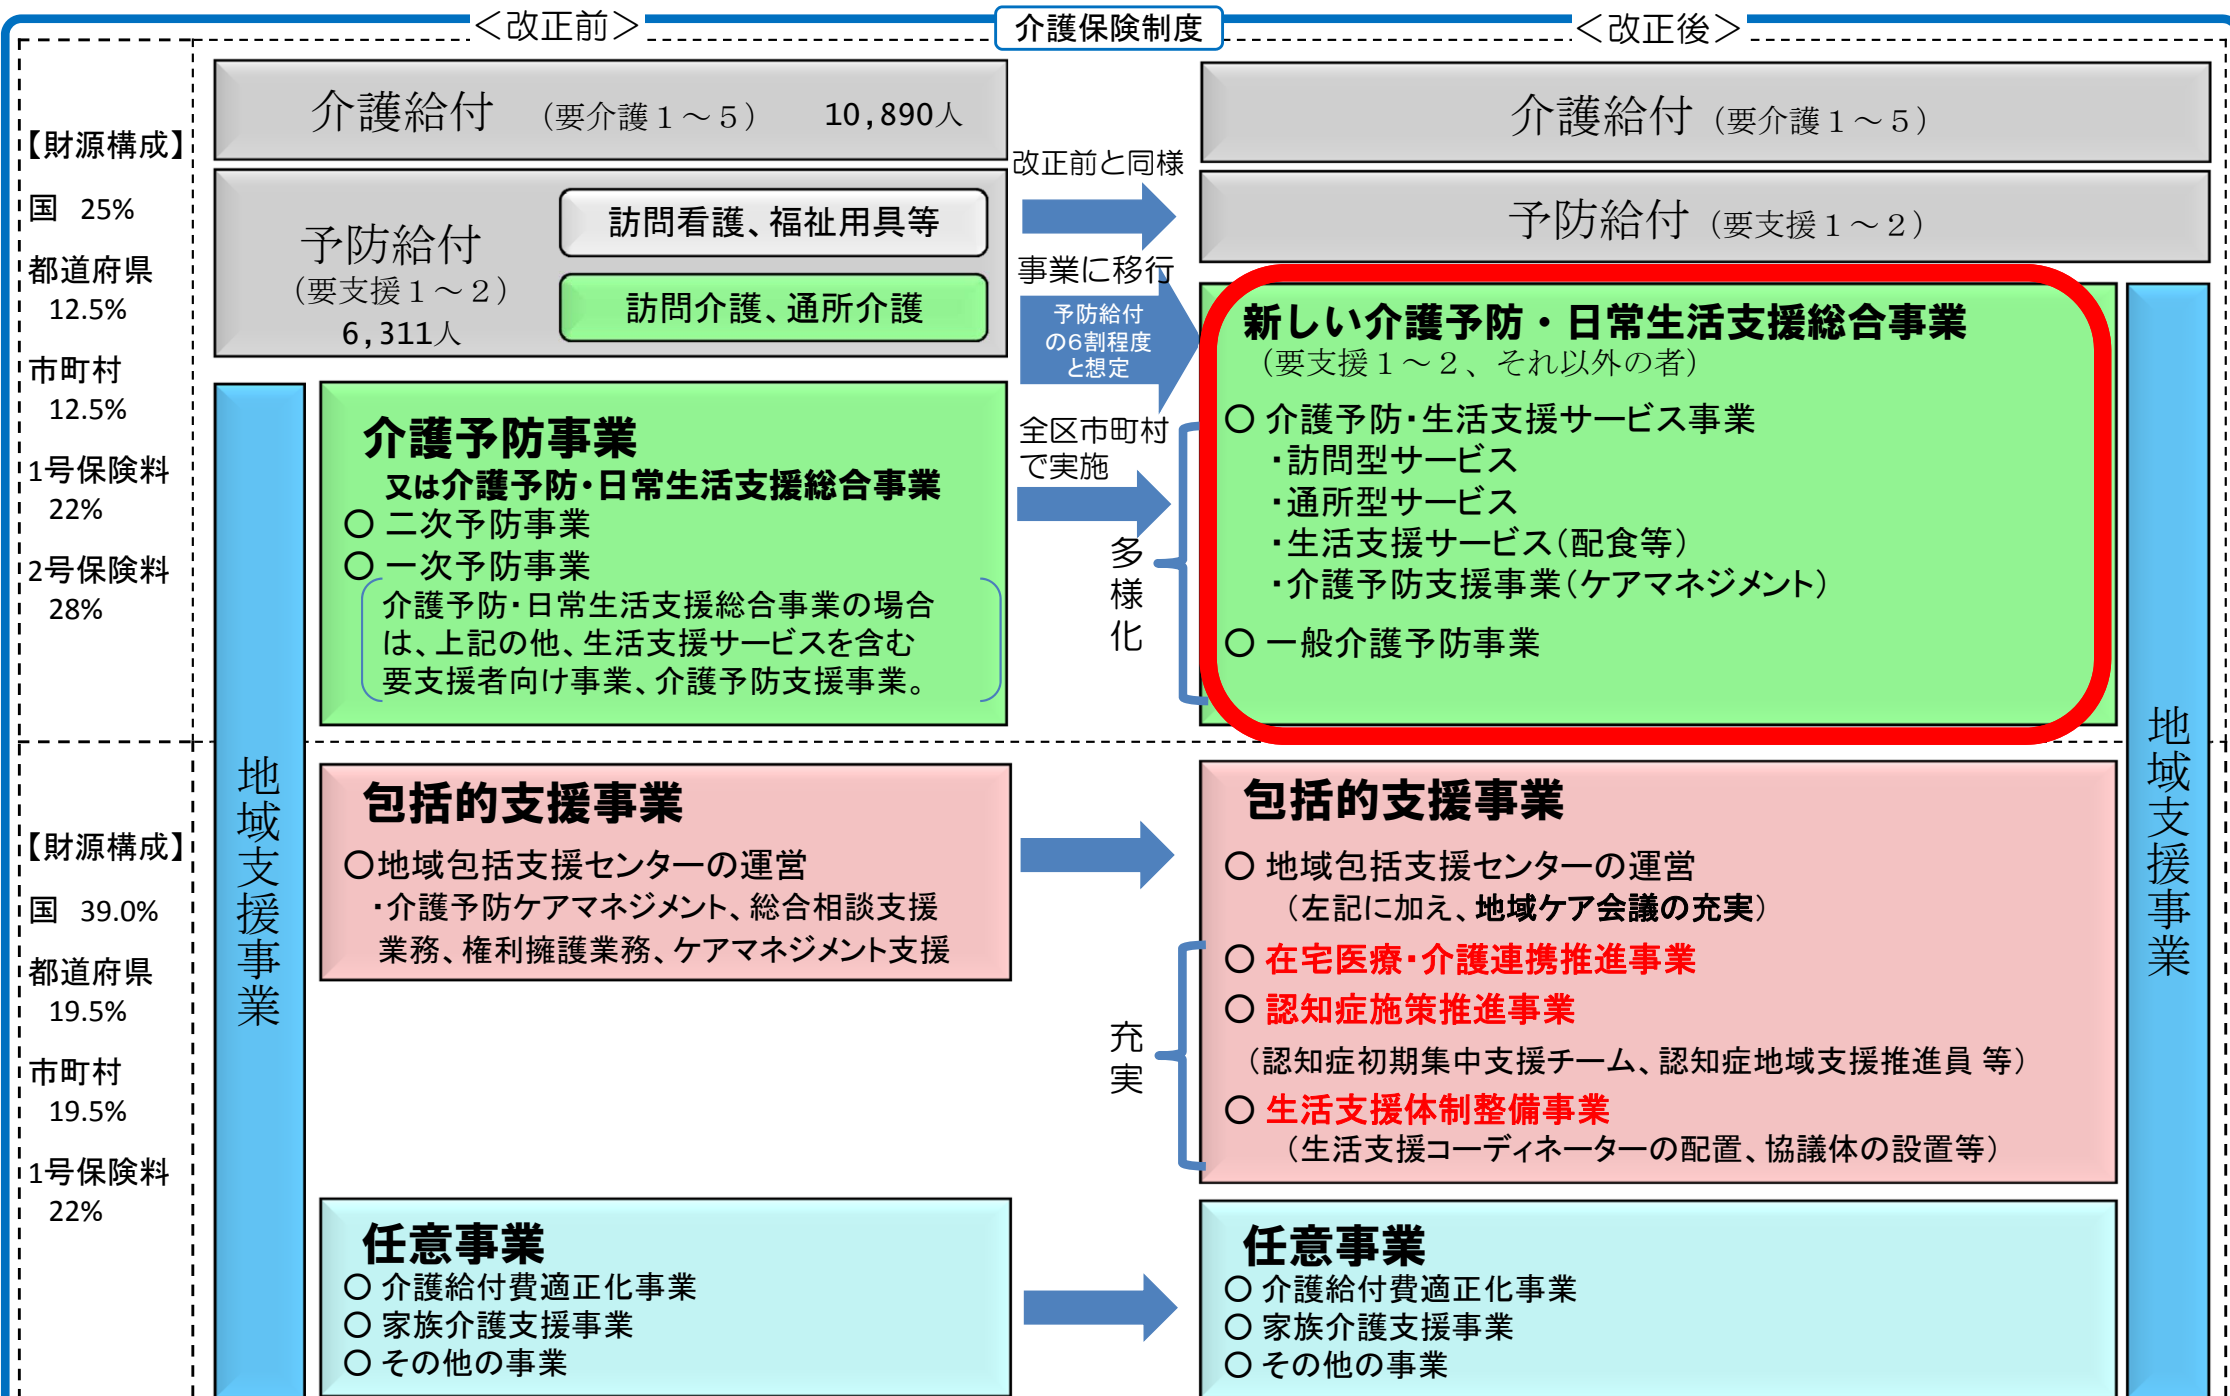 ＜改正前＞
介護保険制度
＜改正後＞
【財源構成】
国 25%
都道府県
12.5%
市町村
12.5%
1号保険料
22%
2号保険料
28%
介護給付 （要介護１～５） 10,890人
予防給付
（要支援１～２）
6,311人
訪問看護、福祉用具等
訪問介護、通所介護
改正前と同様
事業に移行
予防給付
の6割程度
と想定
全区市町村
で実施
多様化
介護給付（要介護１～５）
予防給付（要支援１～２）
介護予防事業
又は介護予防・日常生活支援総合事業
○ 二次予防事業
○ 一次予防事業
介護予防・日常生活支援総合事業の場合
は、上記の他、生活支援サービスを含む
要支援者向け事業、介護予防支援事業。
新しい介護予防・日常生活支援総合事業
（要支援１～２、それ以外の者）
○ 介護予防・生活支援サービス事業
・訪問型サービス
・通所型サービス
・生活支援サービス（配食等）
・介護予防支援事業（ケアマネジメント）
○ 一般介護予防事業
地域支援事業
地域支援事業
【財源構成】
国 39.0%
都道府県
19.5%
市町村
19.5%
1号保険料
22%
包括的支援事業
○地域包括支援センターの運営
・介護予防ケアマネジメント、総合相談支援
業務、権利擁護業務、ケアマネジメント支援
充実
包括的支援事業
○ 地域包括支援センターの運営
（左記に加え、地域ケア会議の充実）
○ 在宅医療・介護連携推進事業
○ 認知症施策推進事業
（認知症初期集中支援チーム、認知症地域支援推進員 等）
○ 生活支援体制整備事業
（生活支援コーディネーターの配置、協議体の設置等）
任意事業
○ 介護給付費適正化事業
○ 家族介護支援事業
○ その他の事業
任意事業
○ 介護給付費適正化事業
○ 家族介護支援事業
○ その他の事業